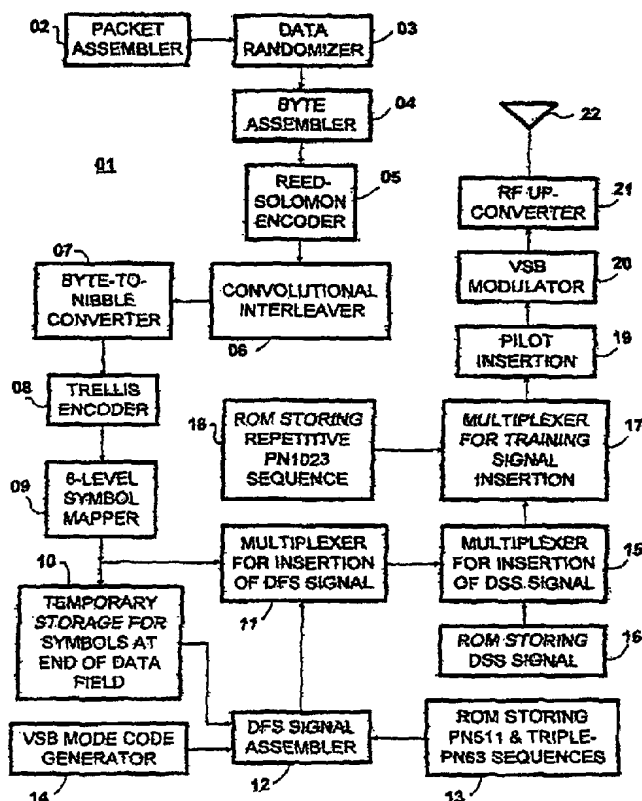 02
PACKET
ASSEMBLER
DATA
RANDOMIZER
03
BYTE
ASSEMBLER
04
01
REED-
SOLOMON
ENCODER
05
07
BYTE-TO-
NIBBLE
CONVERTER
CONVOLUTIONAL
INTERLEAVER
06
08
TRELLIS
ENCODER
09
8-LEVEL
SYMBOL
MAPPER
10
TEMPORARY
STORAGE FOR
SYMBOLS AT
END OF DATA
FIELD
MULTIPLEXER
FOR INSERTION
OF DFS SIGNAL
11
VSB MODE CODE
GENERATOR
14
DFS SIGNAL
ASSEMBLER
12
ROM STORING
PN511 & TRIPLE-
PN63 SEQUENCES
13
22
RF UP-
CONVERTER
21
VSB
MODULATOR
20
PILOT
INSERTION
19
18
ROM STORING
REPETITIVE
PN1023
SEQUENCE
MULTIPLEXER
FOR TRAINING
SIGNAL
INSERTION
17
MULTIPLEXER
FOR INSERTION
OF DSS SIGNAL
15
ROM STORING
DSS SIGNAL
16